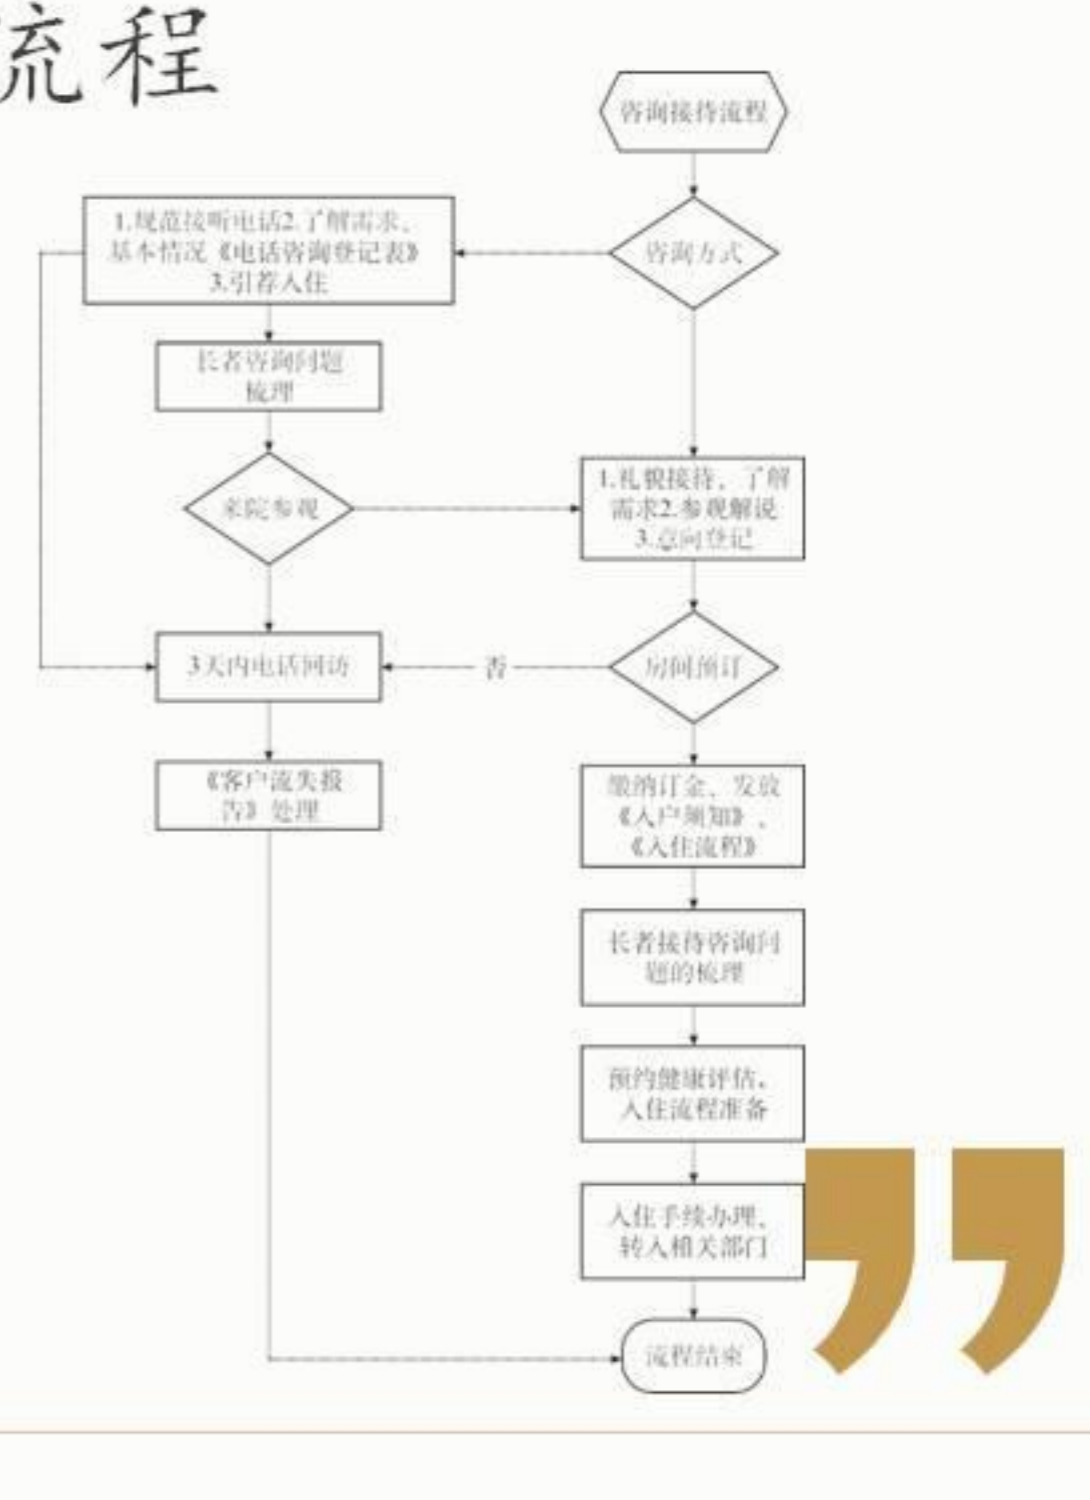 流程
咨询接待流程
咨询方式
1.规范接听电话2.了解需求、
基本情况《电话咨询登记表》
3.引荐入住
长者咨询问题
梳理
来院参观
1.礼貌接待，了解
需求2.参观解说
3.意向登记
3天内电话回访
否
房间预订
《客户流失报
告》处理
缴纳订金、发放
《入户须知》、
《入住流程》
长者接待咨询问
题的梳理
预约健康评估、
入住流程准备
入住手续办理、
转入相关部门
流程结束